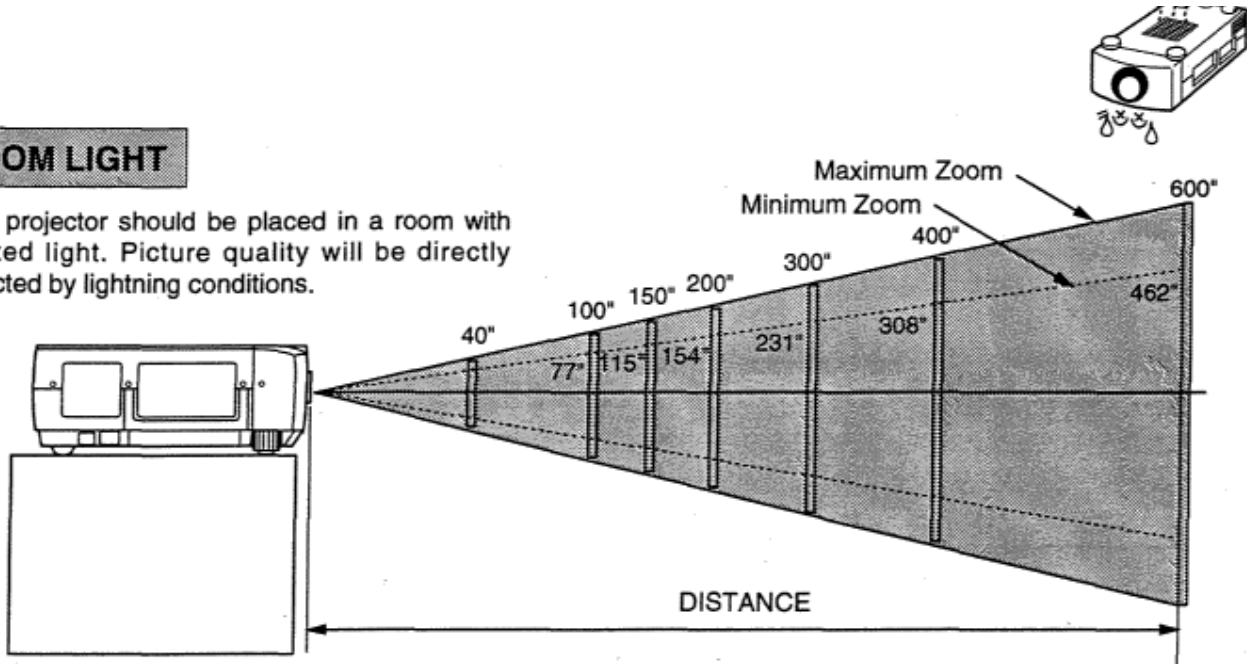 OM LIGHT
projector should be placed in a room with
ted light. Picture quality will be directly
cted by lightning conditions.
Maximum Zoom
Minimum Zoom
600"
400"
300"
200"
150"
100"
40"
462"
308"
231"
154"
115"
77"
DISTANCE